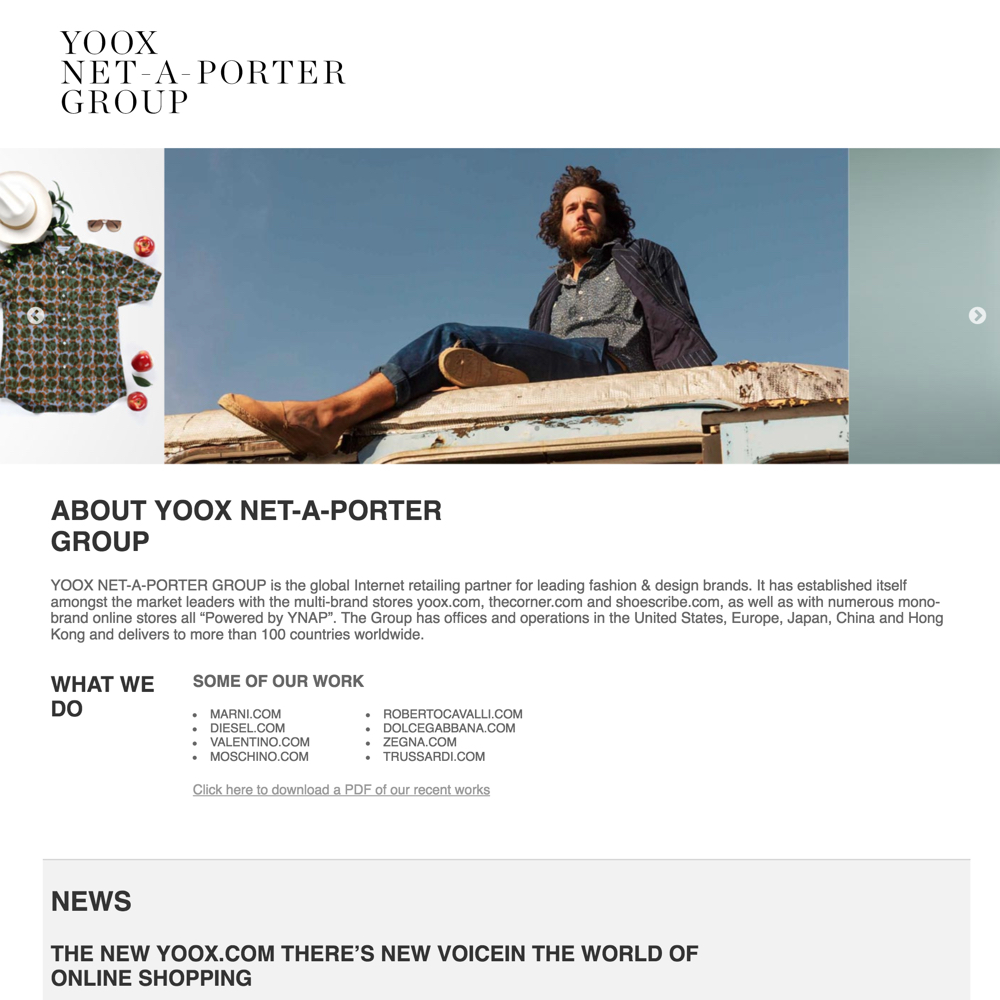 YOOX
NET-A-PORTER
GROUP
ABOUT YOOX NET-A-PORTER
GROUP
YOOX NET-A-PORTER GROUP is the global Internet retailing partner for leading fashion & design brands. It has established itself
amongst the market leaders with the multi-brand stores yoox.com, thecorner.com and shoescribe.com, as well as with numerous mono-
brand online stores all “Powered by YNAP”. The Group has offices and operations in the United States, Europe, Japan, China and Hong
Kong and delivers to more than 100 countries worldwide.
WHAT WE
DO
SOME OF OUR WORK
• MARNI.COM
• DIESEL.COM
• VALENTINO.COM
• MOSCHINO.COM
• ROBERTOCAVALLI.COM
• DOLCEGABBANA.COM
• ZEGNA.COM
• TRUSSARDI.COM
Click here to download a PDF of our recent works
NEWS
THE NEW YOOX.COM THERE’S NEW VOICEIN THE WORLD OF
ONLINE SHOPPING